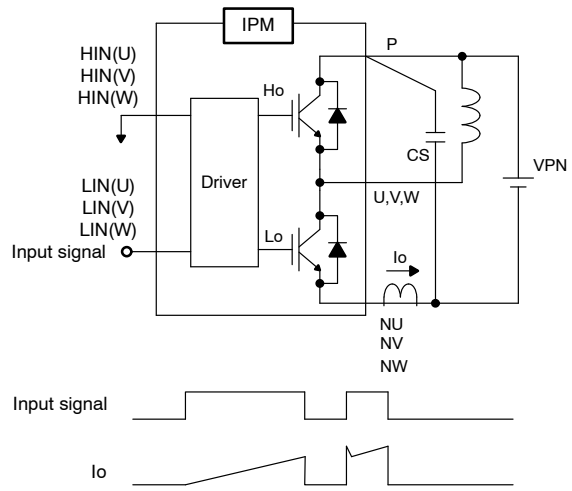 IPM
HIN(U)
HIN(V)
HIN(W)
P
Ho
Driver
CS
VPN
LIN(U)
LIN(V)
LIN(W)
U,V,W
Input signal
Lo
Io
NU
NV
NW
Input signal
Io